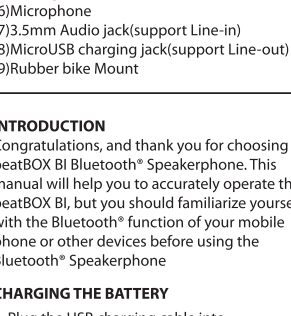 6)Microphone
7)3.5mm Audio jack(support Line-in)
8)MicroUSB charging jack(support Line-out)
9)Rubber bike Mount
INTRODUCTION
Congratulations, and thank you for choosing
beatBOX BI Bluetooth® Speakerphone. This
manual will help you to accurately operate th
beatBOX BI, but you should familiarize yourse
with the Bluetooth® function of your mobile
phone or other devices before using the
Bluetooth® Speakerphone
CHARGING THE BATTERY
Plug the USB charging cable into